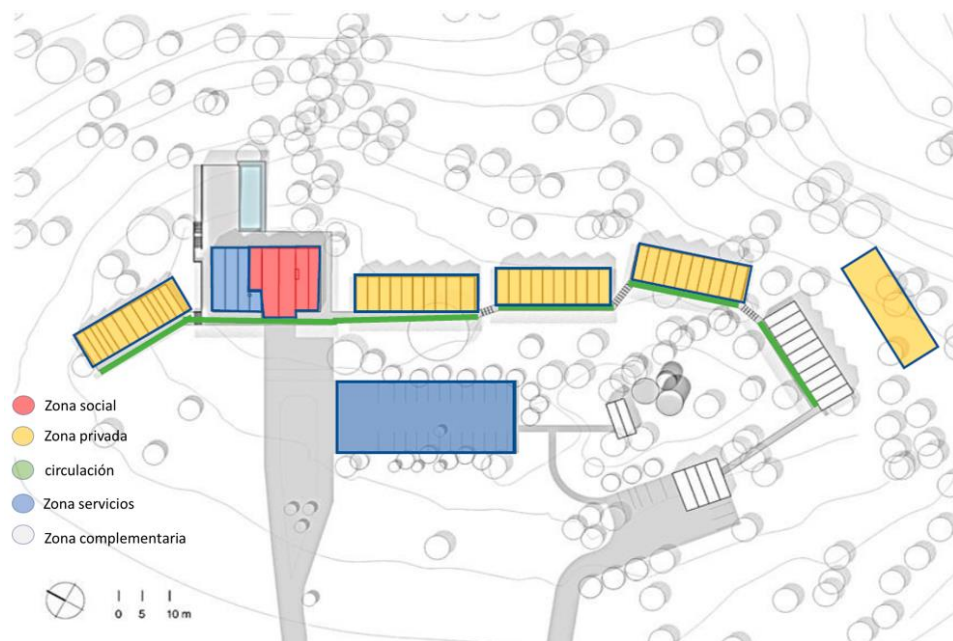 Zona social
Zona privada
circulación
Zona servicios
Zona complementaria
0 5 10 m